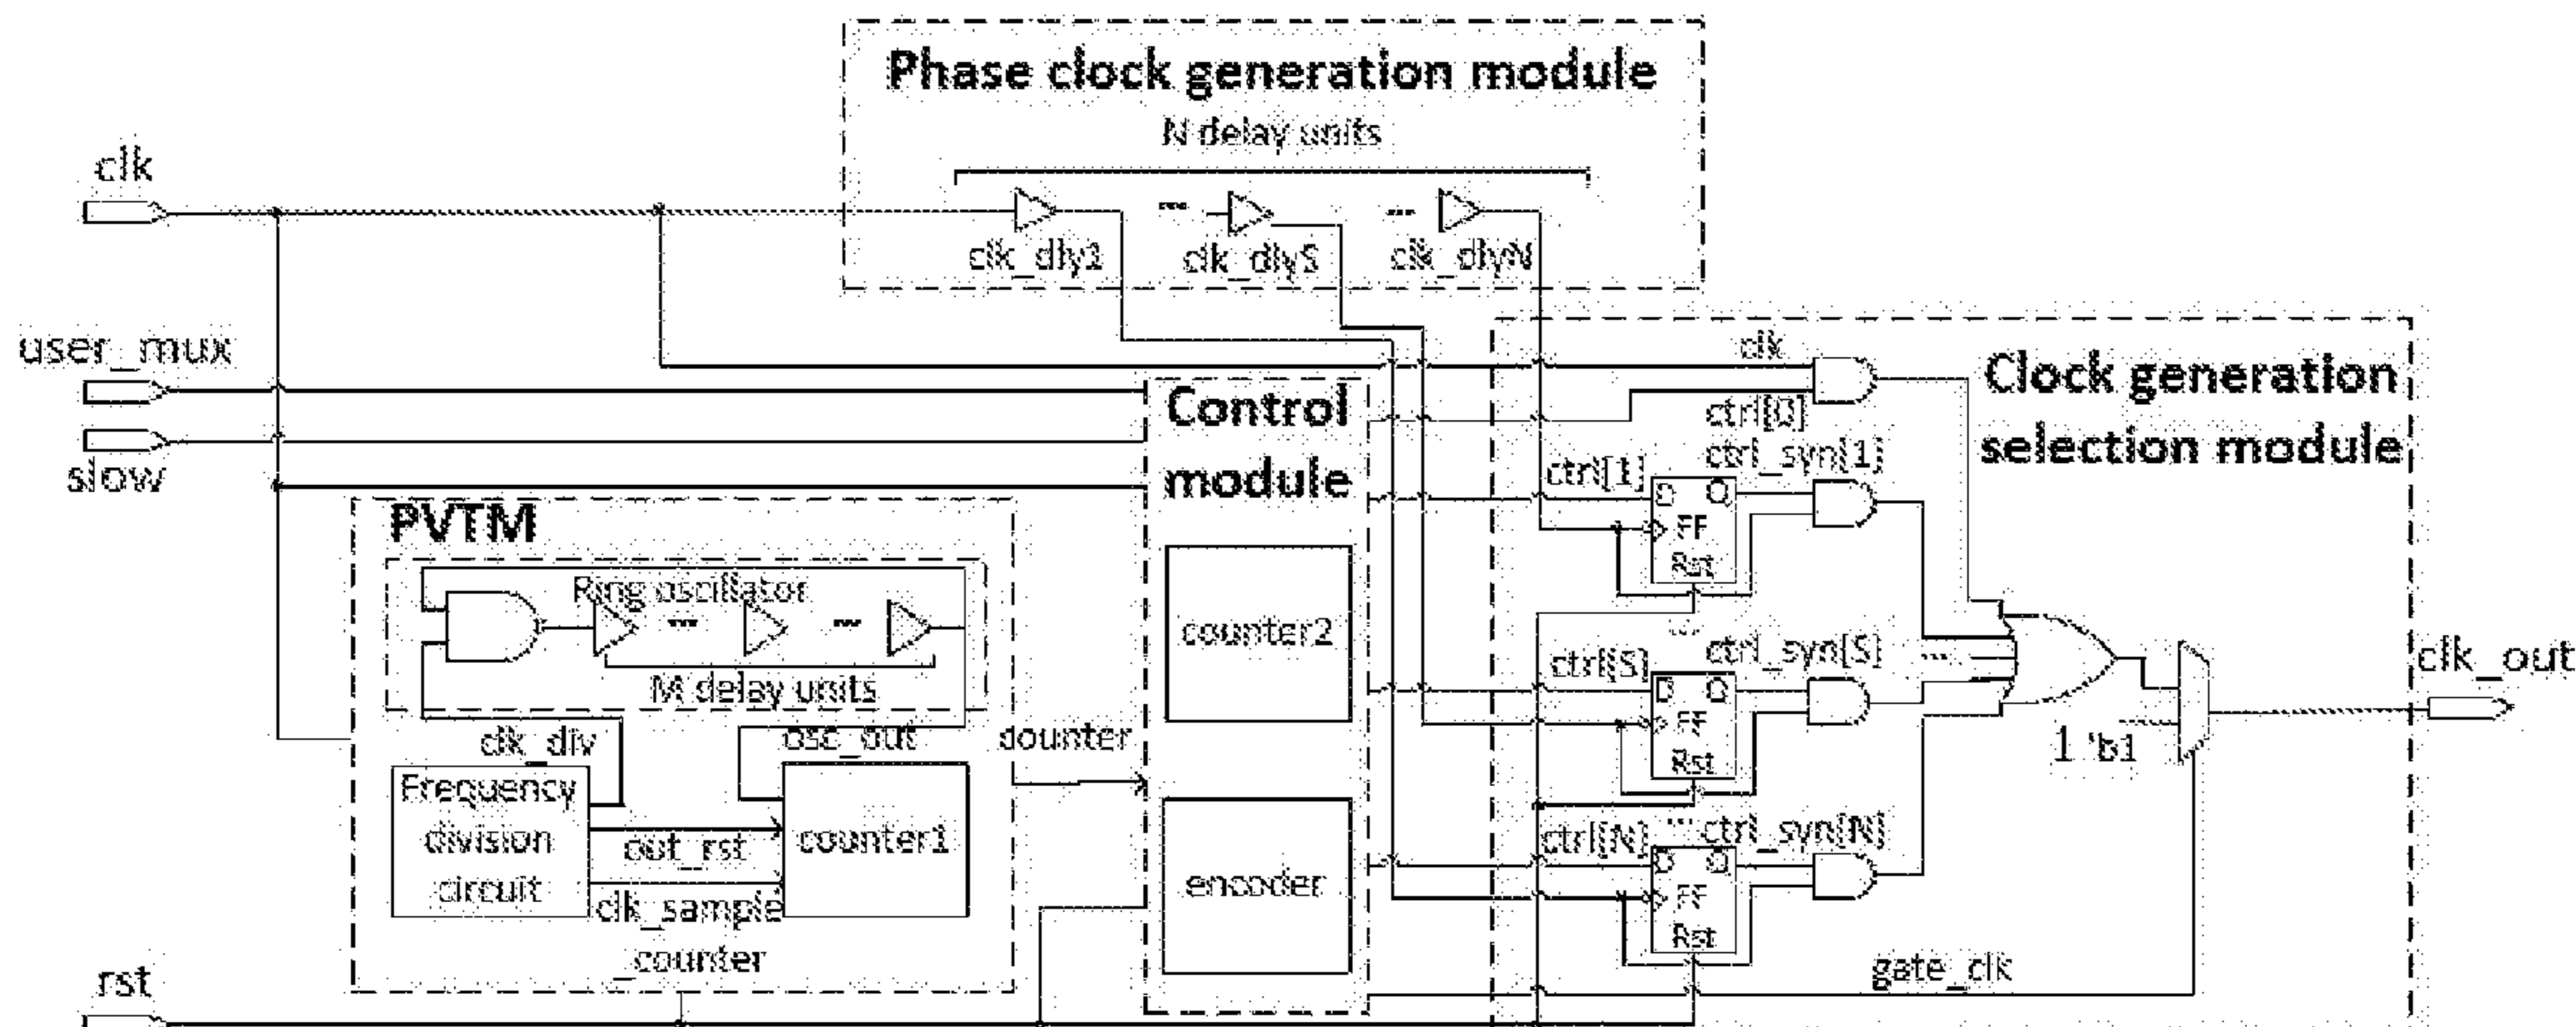 Phase clock generation module
N delay units
clk
clk_dly1
clk_dlyS
clk_dlyN
user_mux
slow
clk
Clock generation
selection module
Control
module
ctrl[0]
ctrl[1]
ctrl_syn[1]
D Q
FF
Rst
PVTM
Ring oscillator
M delay units
counter2
ctrl[S]
ctrl_syn[S]
D Q
FF
Rst
clk_out
1 'b1
clk_div
osc_out
counter
Frequency
division
circuit
out_rst
clk_sample
counter1
_counter
encoder
ctrl[N]
ctrl_syn[N]
D Q
FF
Rst
gate_clk
rst